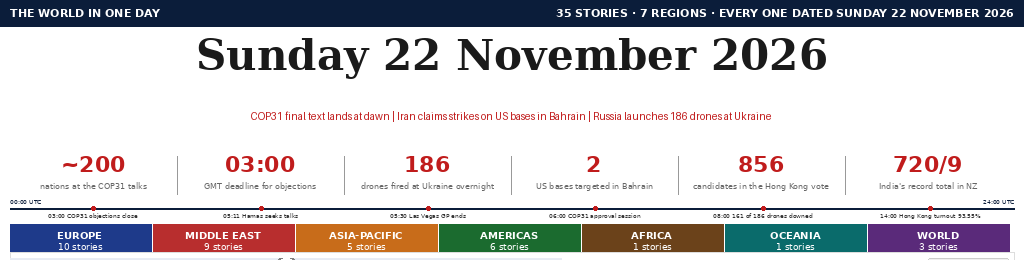 THE WORLD IN ONE DAY
35 STORIES · 7 REGIONS · EVERY ONE DATED SUNDAY 22 NOVEMBER 2026
Sunday 22 November 2026
COP31 final text lands at dawn | Iran claims strikes on US bases in Bahrain | Russia launches 186 drones at Ukraine
~200
nations at the COP31 talks
03:00
GMT deadline for objections
186
drones fired at Ukraine overnight
2
US bases targeted in Bahrain
856
candidates in the Hong Kong vote
720/9
India's record total in NZ
00:00 UTC
24:00 UTC
03:00 COP31 objections close
05:11 Hamas seeks talks
05:30 Las Vegas GP ends
06:00 COP31 approval session
08:00 161 of 186 drones downed
14:00 Hong Kong turnout 53.53%
EUROPE
10 stories
MIDDLE EAST
9 stories
ASIA-PACIFIC
5 stories
AMERICAS
6 stories
AFRICA
1 stories
OCEANIA
1 stories
WORLD
3 stories